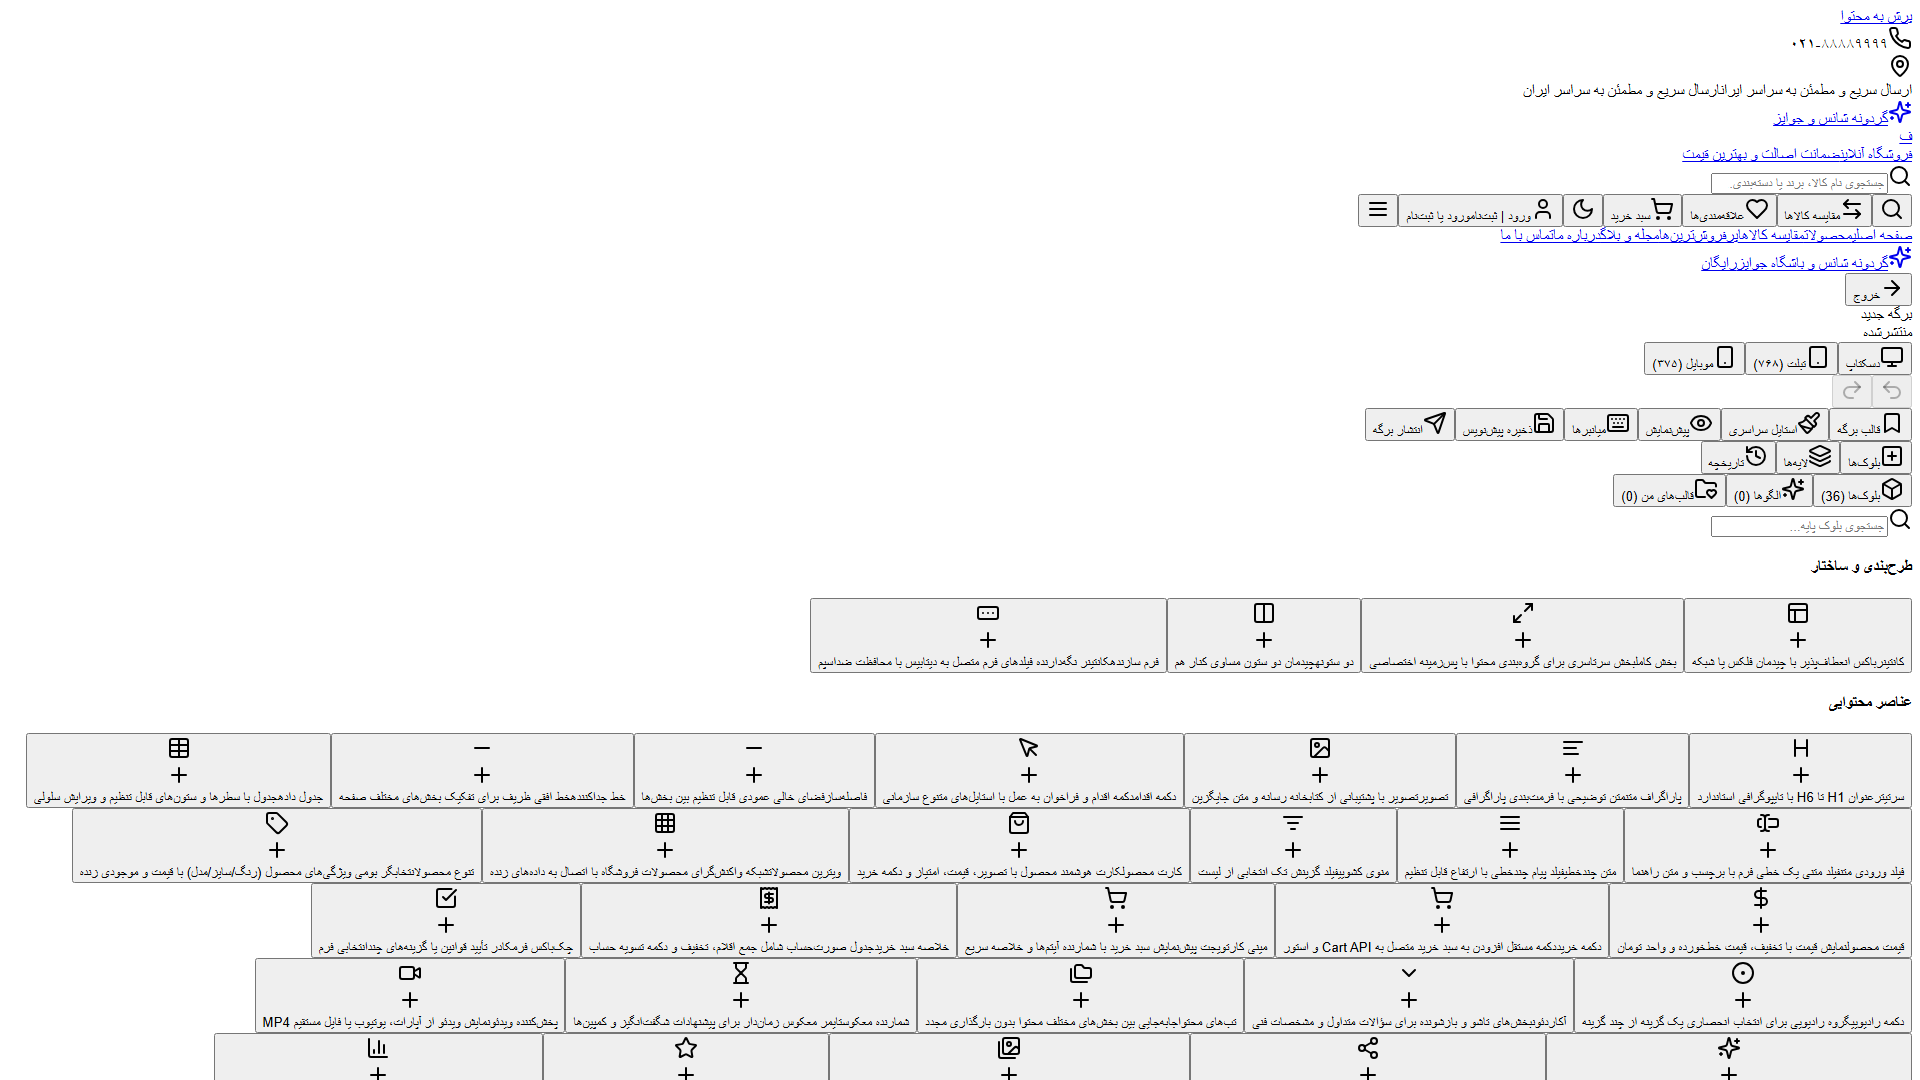 پرش به محتوا
۰۲۱-۸۸۸۸۹۹۹۹
ارسال سریع و مطمئن به سراسر ایرانارسال سریع و مطمئن به سراسر ایران
گردونه شانس و جوایز
ف
فروشگاه آنلاینضمانت اصالت و بهترین قیمت
جستجوی نام کالا، برند یا دسته‌بندی.
مقایسه کالاها علاقه‌مندی‌ها سبد خرید ورود | ثبت‌نامورود یا ثبت‌نام
صفحه اصلیمحصولاتمقایسه کالاهاپرفروش‌ترین‌هامجله و بلاگدرباره ماتماس با ما
گردونه شانس و باشگاه جوایزرایگان
خروج
برگه جدید
منتشرشده
دسکتاپ تبلت (۷۶۸) موبایل (۳۷۵)
قالب برگه استایل سراسری پیش‌نمایش میانبرها ذخیره پیش‌نویس انتشار برگه
بلوک‌ها لایه‌ها تاریخچه
بلوک‌ها (36) الگوها (0) قالب‌های من (0)
جستجوی بلوک پایه...
طرح‌بندی و ساختار
کانتینرباکس انعطاف‌پذیر با چیدمان فلکس یا شبکه بخش کاملبخش سرتاسری برای گروه‌بندی محتوا با پس‌زمینه اختصاصی دو ستونهچیدمان دو ستون مساوی کنار هم فرم سازندهکانتینر نگه‌دارنده فیلدهای فرم متصل به دیتابیس با محافظت ضداسپم
عناصر محتوایی
سرتیترعنوان H1 تا H6 با تایپوگرافی استاندارد پاراگراف متنمتن توضیحی با فرمت‌بندی پاراگرافی تصویرتصویر با پشتیبانی از کتابخانه رسانه و متن جایگزین دکمه اقدامدکمه اقدام و فراخوان به عمل با استایل‌های متنوع سازمانی فاصله‌سازفضای خالی عمودی قابل تنظیم بین بخش‌ها خط جداکنندهخط افقی ظریف برای تفکیک بخش‌های مختلف صفحه جدول دادهجدول با سطرها و ستون‌های قابل تنظیم و ویرایش سلولی
فیلد ورودی متنفیلد متنی یک خطی فرم با برچسب و متن راهنما متن چندخطیفیلد پیام چندخطی با ارتفاع قابل تنظیم منوی کشوییفیلد گزینش تک انتخابی از لیست کارت محصولکارت هوشمند محصول با تصویر، قیمت، امتیاز و دکمه خرید ویترین محصولاتشبکه واکنش‌گرای محصولات فروشگاه با اتصال به داده‌های زنده تنوع محصولانتخابگر بومی ویژگی‌های محصول (رنگ/سایز/مدل) با قیمت و موجودی زنده
قیمت محصولنمایش قیمت با تخفیف، قیمت خط‌خورده و واحد تومان دکمه خریددکمه مستقل افزودن به سبد خرید متصل به Cart API و استور مینی کارتویجت پیش‌نمایش سبد خرید با شمارنده آیتم‌ها و خلاصه سریع خلاصه سبد خریدجدول صورت‌حساب شامل جمع اقلام، تخفیف و دکمه تسویه حساب چک‌باکس فرمکادر تأیید قوانین یا گزینه‌های چندانتخابی فرم
دکمه رادیوییگروه رادیویی برای انتخاب انحصاری یک گزینه از چند گزینه آکاردئونبخش‌های تاشو و بازشونده برای سؤالات متداول و مشخصات فنی تب‌های محتواجابه‌جایی بین بخش‌های مختلف محتوا بدون بارگذاری مجدد شمارنده معکوستایمر معکوس زمان‌دار برای پیشنهادات شگفت‌انگیز و کمپین‌ها پخش‌کننده ویدئونمایش ویدئو از آپارات، یوتیوب یا فایل مستقیم MP4